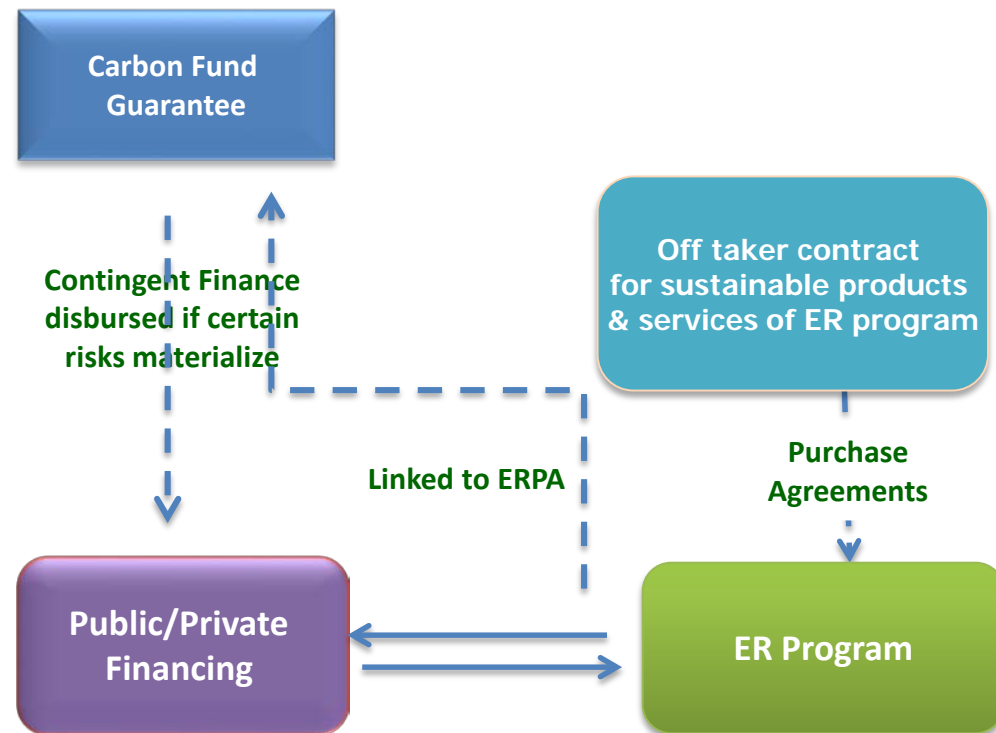 Carbon Fund
Guarantee
Off taker contract
for sustainable products
& services of ER program
Contingent Finance
disbursed if certain
risks materialize
Linked to ERPA
Purchase
Agreements
Public/Private
Financing
ER Program